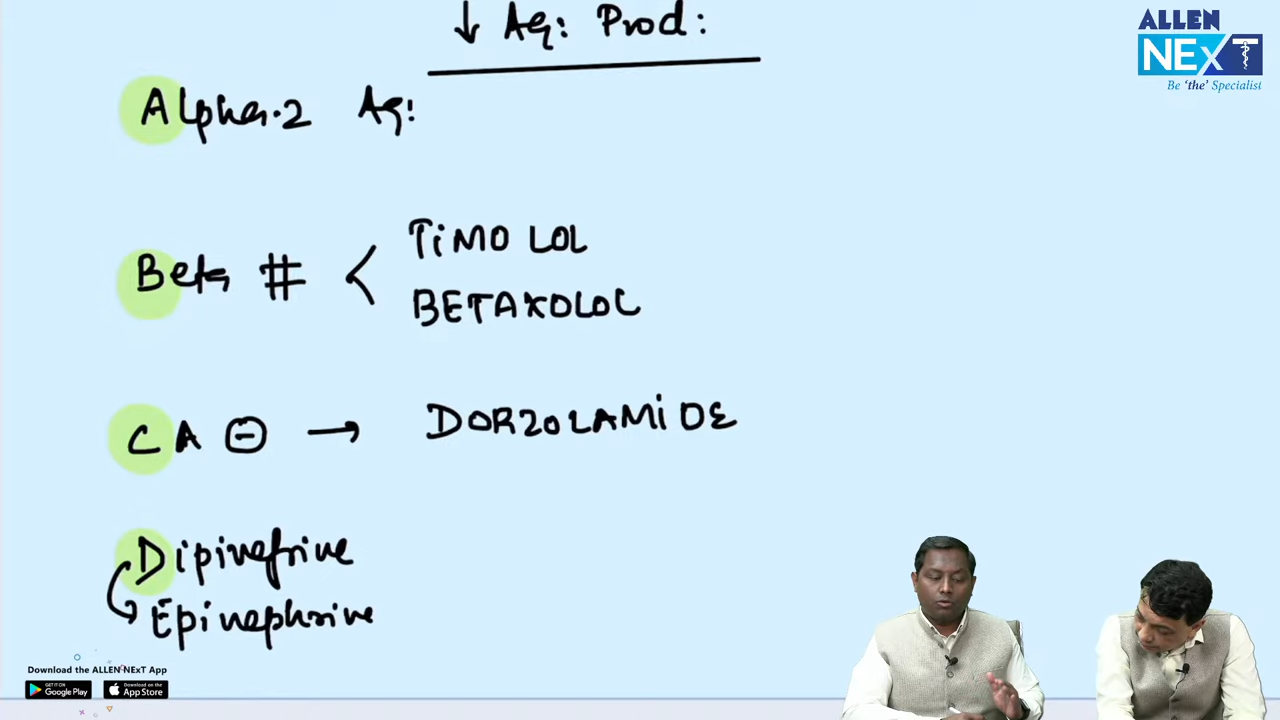 ↓ Aq: Prod:
ALLEN
NExT
Be 'the' Specialist
Alpha-2 Ag:
Beta # < TIMOLOL
BETAXOLOL
CA ⊖ → DORZOLAMIDE
Dipinefrine
Epinephrine
Download the ALLEN NExT App
GET IT ON
Google Play
Download on the
App Store